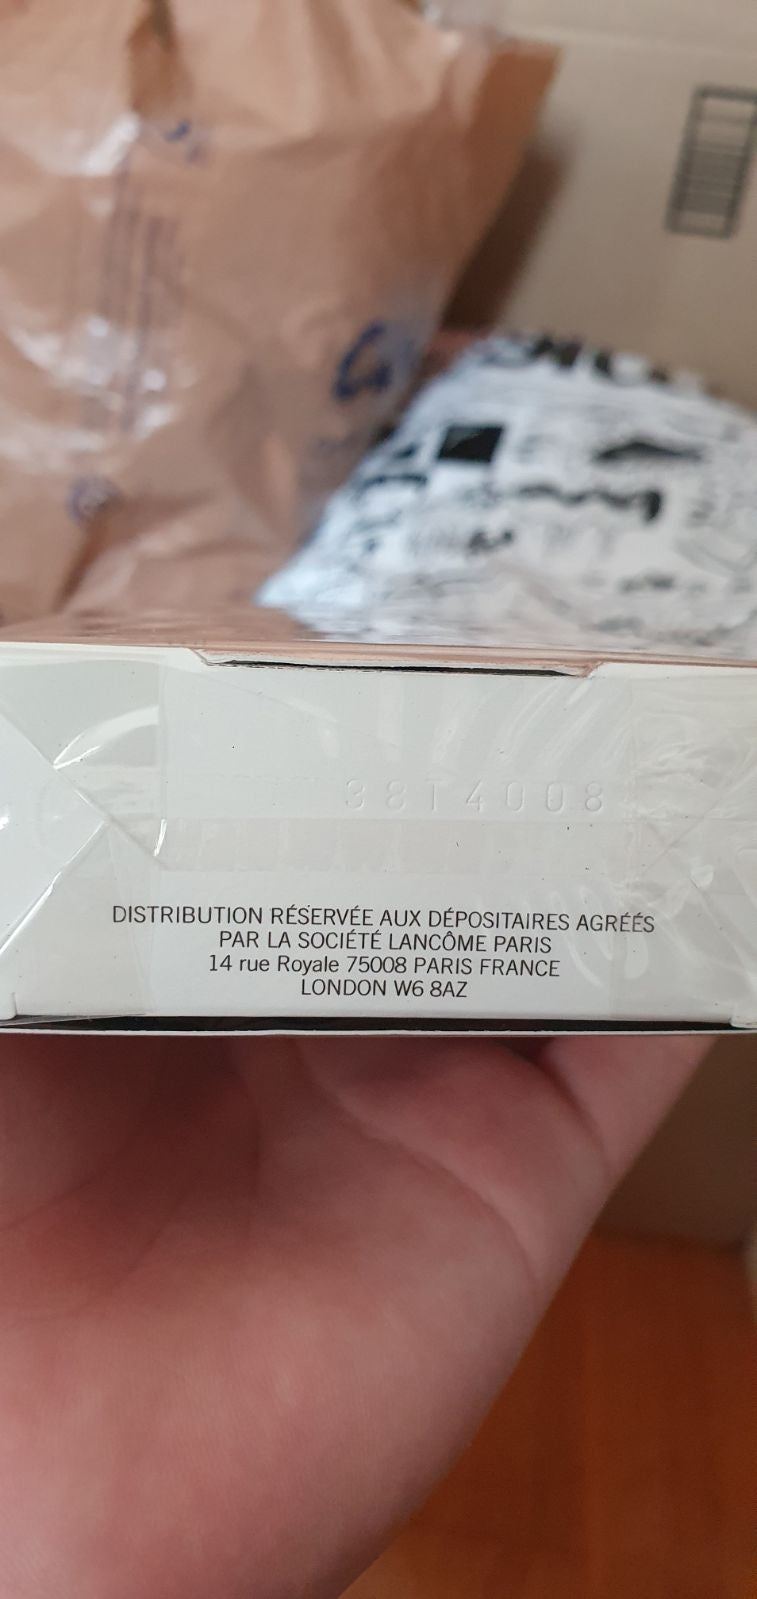 38T4008
DISTRIBUTION RÉSERVÉE AUX DÉPOSITAIRES AGRÉÉS
PAR LA SOCIÉTÉ LANCÔME PARIS
14 rue Royale 75008 PARIS FRANCE
LONDON W6 8AZ